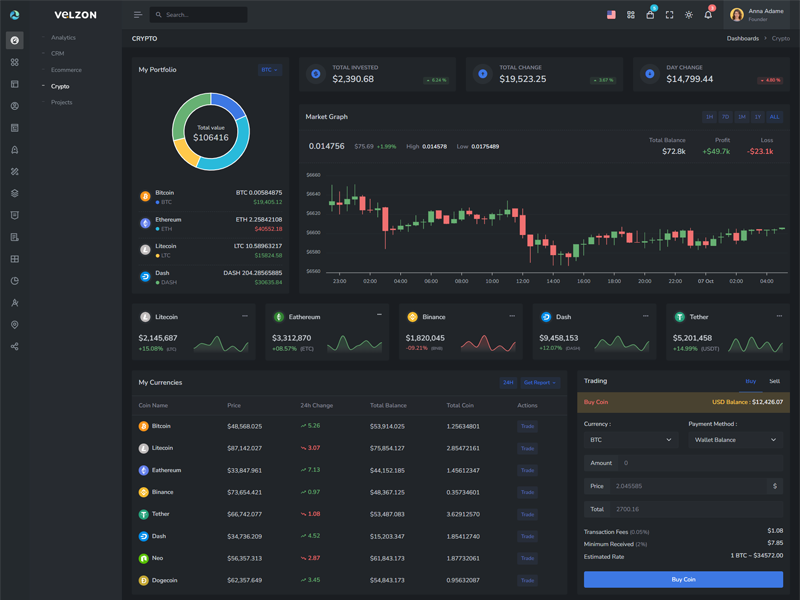 VELZON
Search...
8
3
Anna Adame
Founder
Analytics
CRM
Ecommerce
Crypto
Projects
CRYPTO
Dashboards > Crypto
My Portfolio
BTC
Total value
$106416
Bitcoin
BTC
BTC 0.00584875
$19,405.12
Ethereum
ETH
ETH 2.25842108
$40552.18
Litecoin
LTC
LTC 10.58963217
$15824.58
Dash
DASH
DASH 204.28565885
$30635.84
TOTAL INVESTED
$2,390.68
6.24 %
TOTAL CHANGE
$19,523.25
3.67 %
DAY CHANGE
$14,799.44
4.80 %
Market Graph
1H 7D 1M 1Y ALL
0.014756 $75.69 +1.99% High 0.014578 Low 0.0175489
Total Balance
$72.8k
Profit
+$49.7k
Loss
-$23.1k
$6660
$6640
$6620
$6600
$6580
$6560
23:00 02:00 04:00 06:00 08:00 10:00 12:00 14:00 16:00 18:00 20:00 22:00 07 Oct 02:00 04:00
Litecoin
$2,145,687
+15.08% (LTC)
Eathereum
$3,312,870
+08.57% (ETC)
Binance
$1,820,045
-09.21% (BNB)
Dash
$9,458,153
+12.07% (DASH)
Tether
$5,201,458
+14.99% (USDT)
My Currencies
24H
Get Report
Coin Name Price 24h Change Total Balance Total Coin Actions
Bitcoin $48,568.025 5.26 $53,914.025 1.25634801 Trade
Litecoin $87,142.027 3.07 $75,854.127 2.85472161 Trade
Eathereum $33,847.961 7.13 $44,152.185 1.45612347 Trade
Binance $73,654.421 0.97 $48,367.125 0.35734601 Trade
Tether $66,742.077 1.08 $53,487.083 3.62912570 Trade
Dash $34,736.209 4.52 $15,203.347 1.85412740 Trade
Neo $56,357.313 2.87 $61,843.173 1.87732061 Trade
Dogecoin $62,357.649 3.45 $54,843.173 0.95632087 Trade
Trading
Buy Sell
Buy Coin
USD Balance : $12,426.07
Currency :
Payment Method :
BTC
Wallet Balance
Amount 0
Price 2.045585 $
Total 2700.16
Transaction Fees (0.05%) $1.08
Minimum Received (2%) $7.85
Estimated Rate 1 BTC ~ $34572.00
Buy Coin